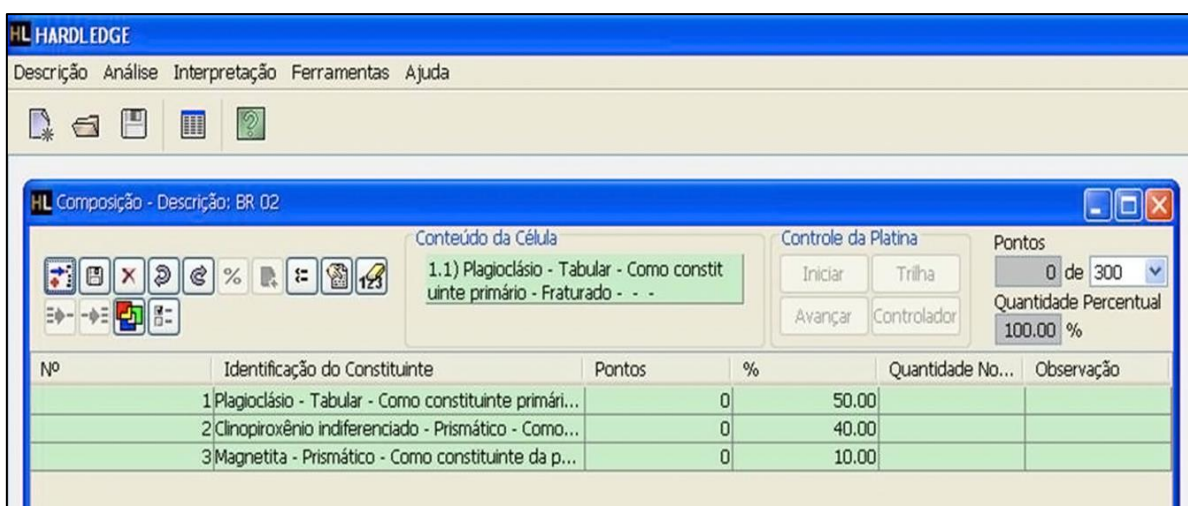 HL HARDLEDGE
Descrição Análise Interpretação Ferramentas Ajuda
HL Composição - Descrição: BR 02
Conteúdo da Célula
1.1) Plagioclásio - Tabular - Como constit
uinte primário - Fraturado - - -
Controle da Platina
Iniciar Trilha
Avançar Controlador
Pontos
0 de 300
Quantidade Percentual
100.00 %
%
123
Nº Identificação do Constituinte Pontos % Quantidade No... Observação
1 Plagioclásio - Tabular - Como constituinte primári... 0 50.00
2 Clinopiroxênio indiferenciado - Prismático - Como... 0 40.00
3 Magnetita - Prismático - Como constituinte da p... 0 10.00